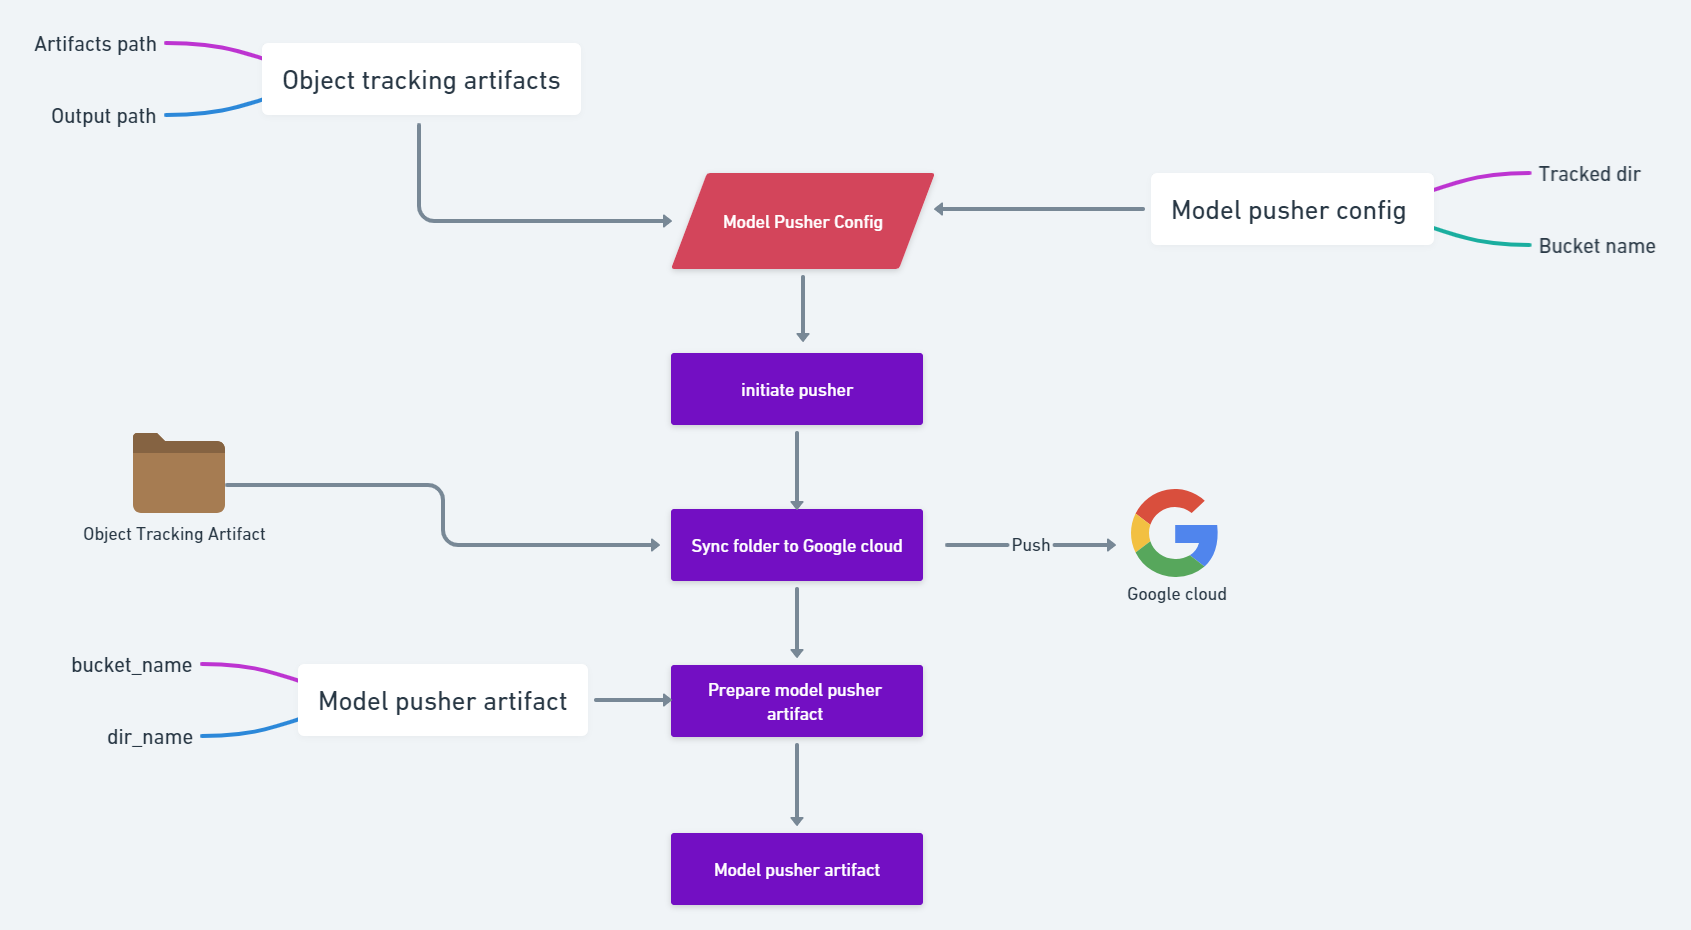 Artifacts path
Object tracking artifacts
Output path
Tracked dir
Model pusher config
Bucket name
Model Pusher Config
initiate pusher
Object Tracking Artifact
Sync folder to Google cloud
Push
Google cloud
bucket_name
Model pusher artifact
dir_name
Prepare model pusher
artifact
Model pusher artifact